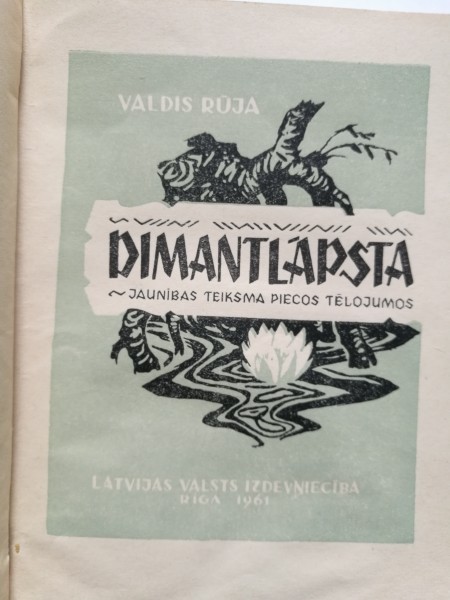 VALDIS RŪJA
DIMANTLĀPSTA
~JAUNĪBAS TEIKSMA PIECOS TĒLOJUMOS
LATVIJAS VALSTS IZDEVNIECĪBA
RĪGA 1961